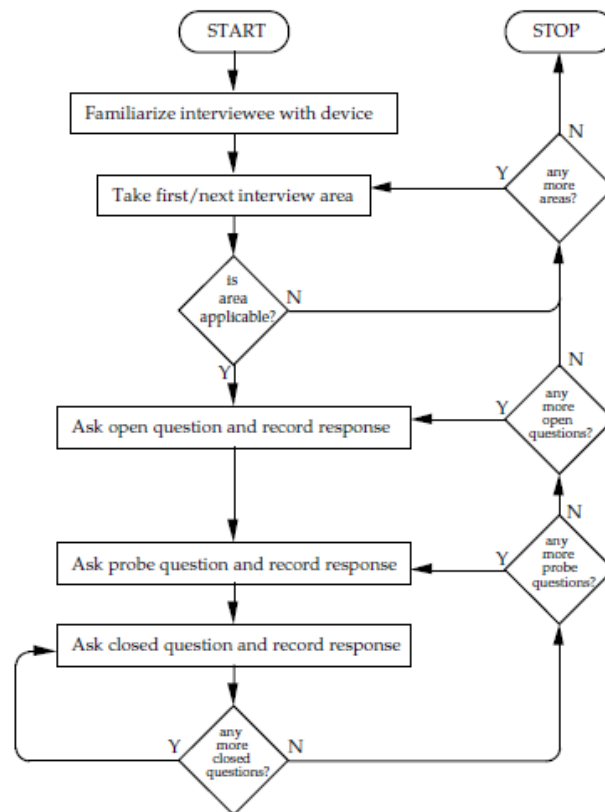 START
STOP
Familiarize interviewee with device
N
Y
any
more
areas?
Take first/next interview area
is
area
applicable?
N
Y
N
Y
any
more
open
questions?
Ask open question and record response
N
Y
any
more
probe
questions?
Ask probe question and record response
Ask closed question and record response
Y
any
more
closed
questions?
N